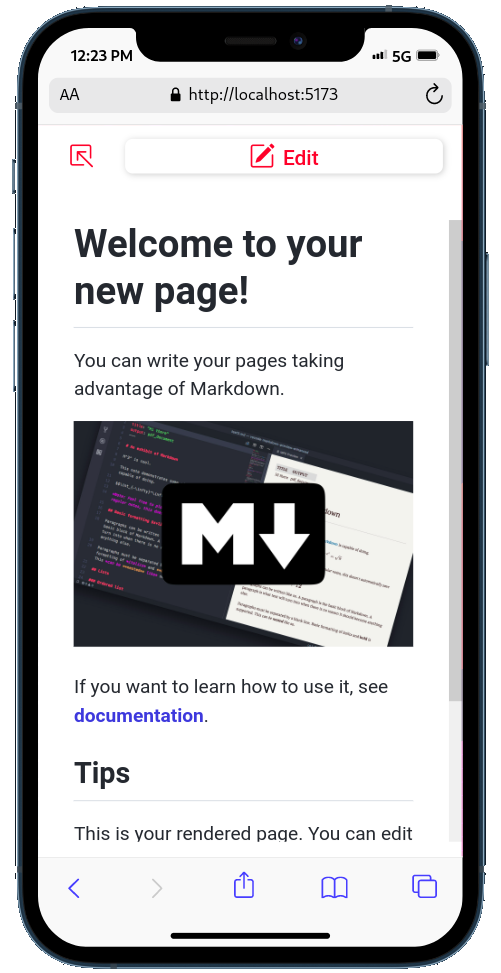 12:23 PM
5G
AA
http://localhost:5173
Edit
Welcome to your
new page!
You can write your pages taking
advantage of Markdown.
M
If you want to learn how to use it, see
documentation.
Tips
This is your rendered page. You can edit